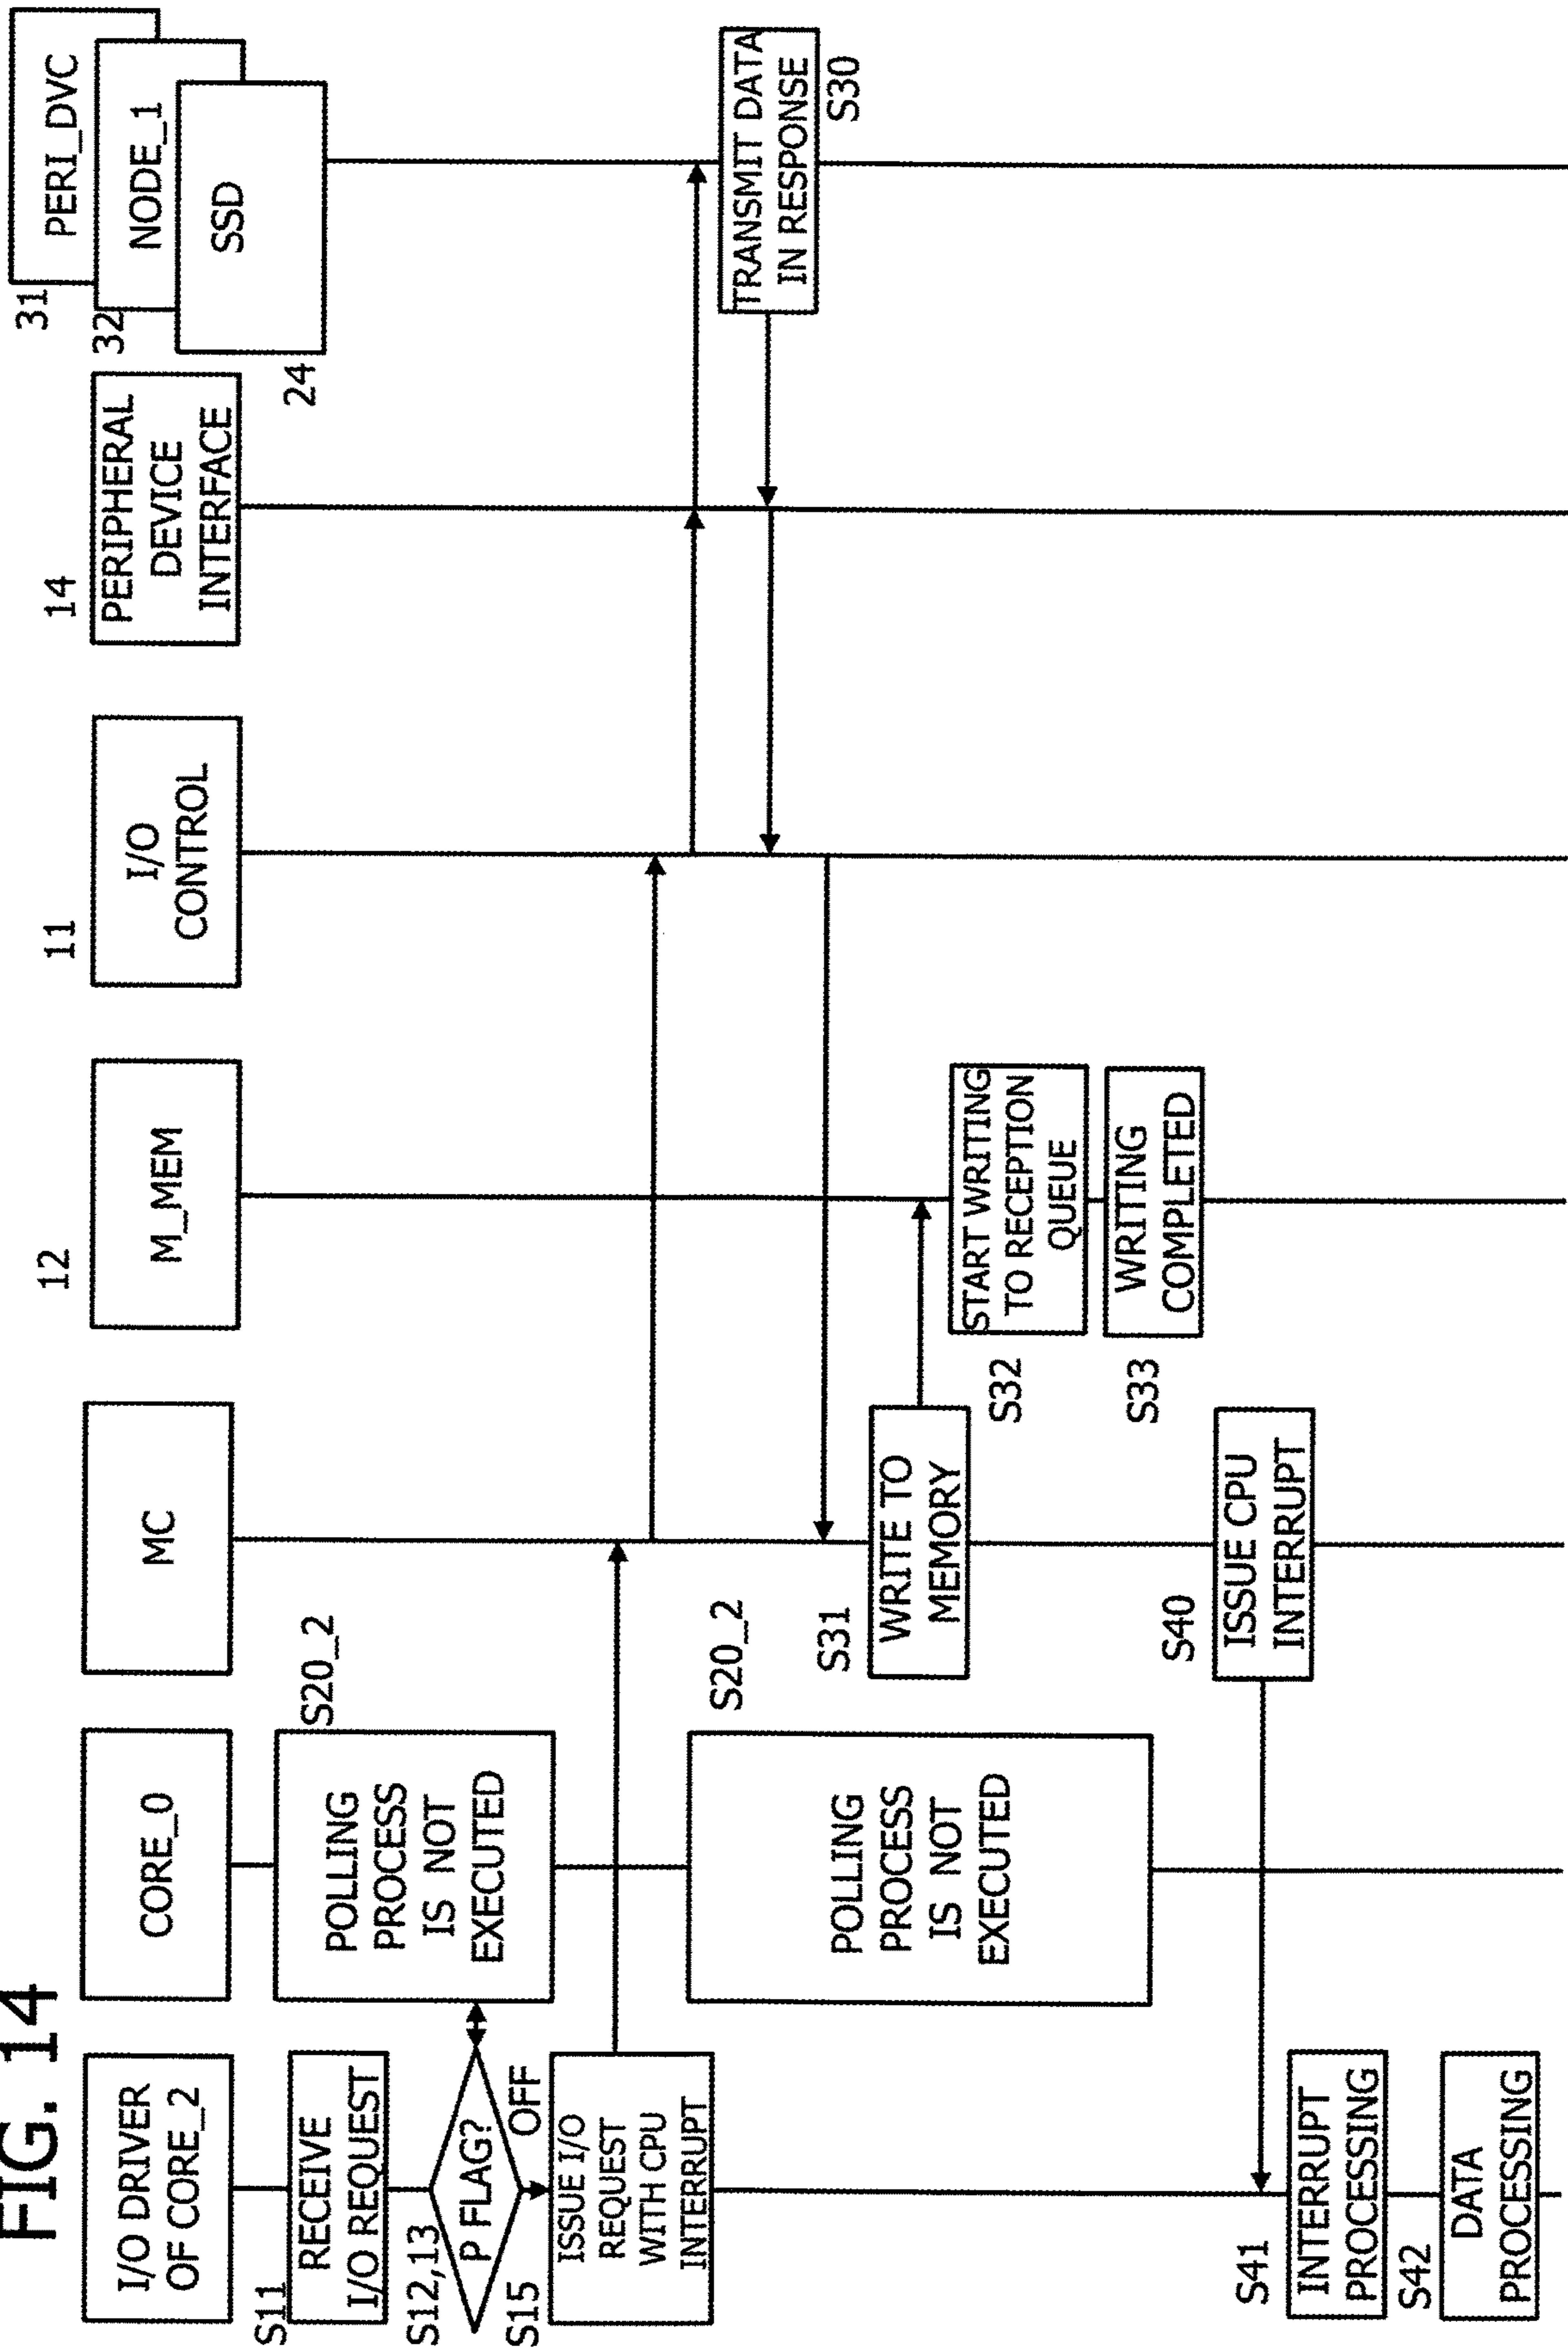 FIG. 14
I/O DRIVER
OF CORE_2
CORE_0
MC
12
M_MEM
11
I/O
CONTROL
14
PERIPHERAL
DEVICE
INTERFACE
31
PERI_DVC
32
NODE_1
24
SSD
S11
RECEIVE
I/O REQUEST
S12,13
P FLAG?
OFF
S15
ISSUE I/O
REQUEST
WITH CPU
INTERRUPT
S20_2
POLLING
PROCESS
IS NOT
EXECUTED
TRANSMIT DATA
IN RESPONSE
S30
S20_2
POLLING
PROCESS
IS NOT
EXECUTED
S31
WRITE TO
MEMORY
S32
START WRITING
TO RECEPTION
QUEUE
S33
WRITING
COMPLETED
S40
ISSUE CPU
INTERRUPT
S41
INTERRUPT
PROCESSING
S42
DATA
PROCESSING